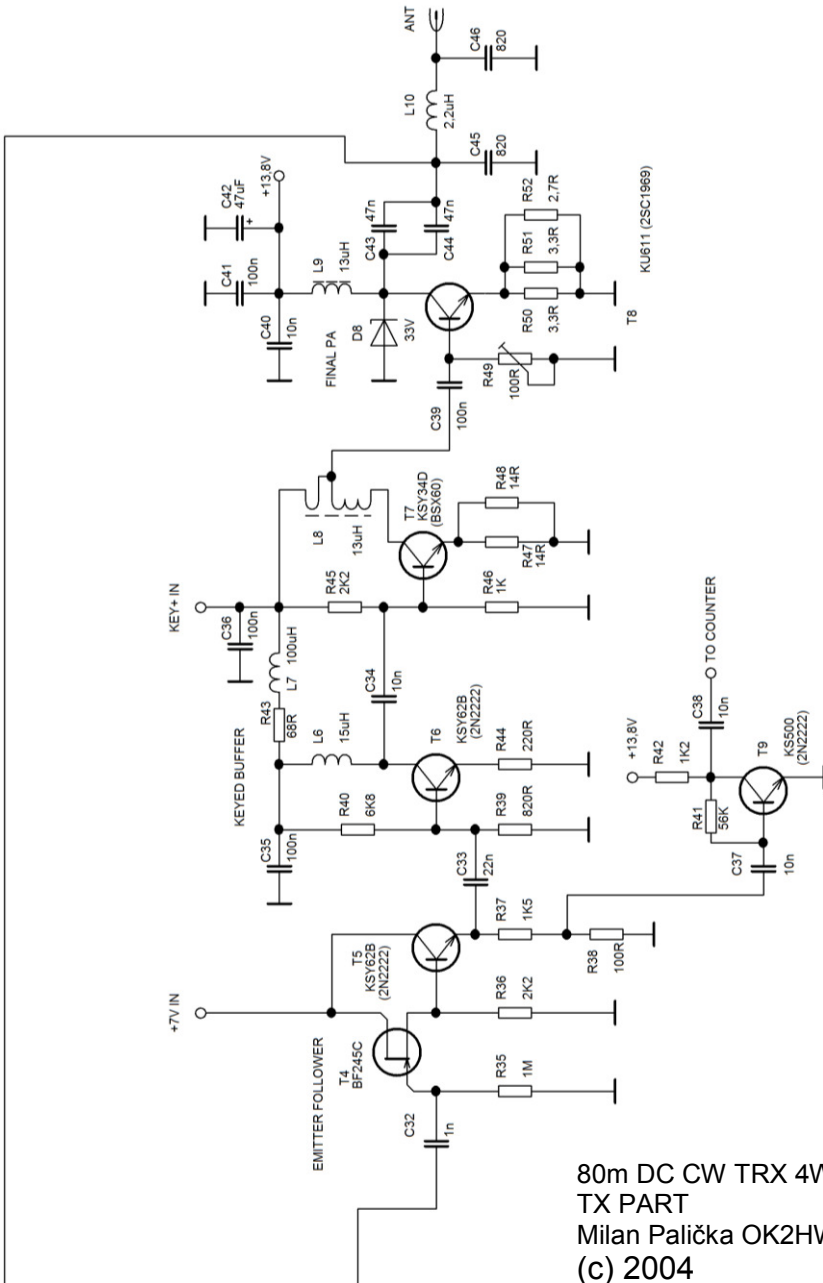 ANT
C46
820
L10
2,2uH
C45
820
C42
47uF
+
+13,8V
C41
100n
L9
13uH
C43
47n
C44
47n
R52
2,7R
R51
3,3R
R50
3,3R
KU611 (2SC1969)
T8
C40
10n
FINAL PA
D8
33V
R49
100R
C39
100n
KEY+ IN
C36
100n
L8
13uH
T7
KSY34D
(BSX60)
R48
14R
R47
14R
R45
2K2
R46
1K
L7
100uH
R43
68R
C34
10n
KEYED BUFFER
L6
15uH
T6
KSY62B
(2N2222)
R44
220R
R40
6K8
R39
820R
C35
100n
C33
22n
TO COUNTER
C38
10n
+13,8V
R42
1K2
T9
KS500
(2N2222)
R41
56K
C37
10n
+7V IN
T5
KSY62B
(2N2222)
R37
1K5
R38
100R
R36
2K2
EMITTER FOLLOWER
T4
BF245C
R35
1M
C32
1n
80m DC CW TRX 4W
TX PART
Milan Palička OK2HW
(c) 2004